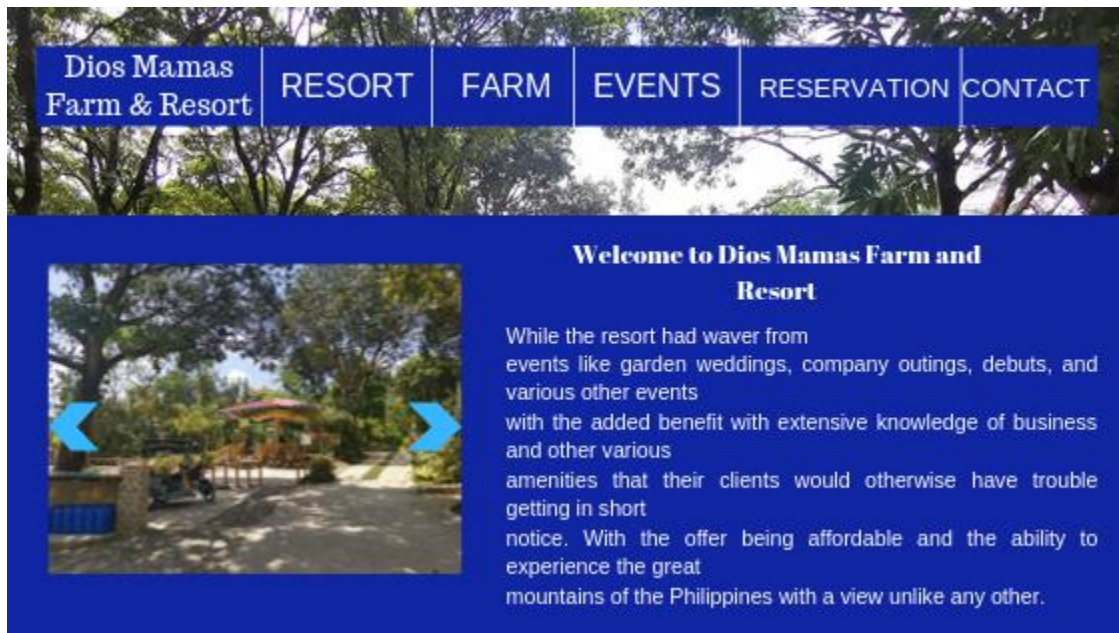 Dios Mamas
Farm & Resort
RESORT
FARM
EVENTS
RESERVATION
CONTACT
Welcome to Dios Mamas Farm and
Resort
While the resort had waver from
events like garden weddings, company outings, debuts, and
various other events
with the added benefit with extensive knowledge of business
and other various
amenities that their clients would otherwise have trouble
getting in short
notice. With the offer being affordable and the ability to
experience the great
mountains of the Philippines with a view unlike any other.